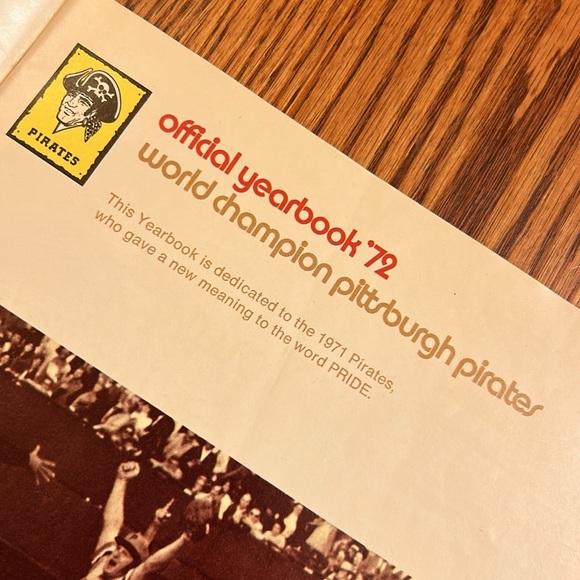 PIRATES
official yearbook '72
world champion pittsburgh pirates
This Yearbook is dedicated to the 1971 Pirates,
who gave a new meaning to the word PRIDE.